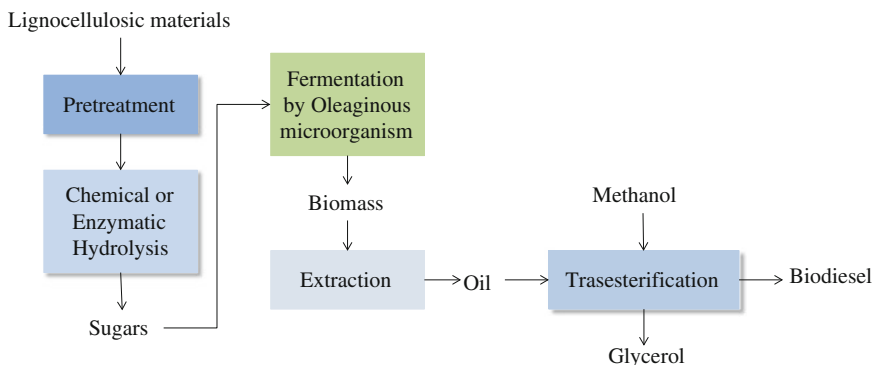 Lignocellulosic materials
Pretreatment
Chemical or
Enzymatic
Hydrolysis
Sugars
Fermentation
by Oleaginous
microorganism
Biomass
Extraction
Oil
Methanol
Trasesterification
Biodiesel
Glycerol